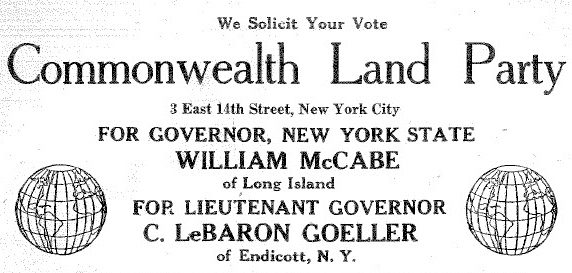 We Solicit Your Vote
Commonwealth Land Party
3 East 14th Street, New York City
FOR GOVERNOR, NEW YORK STATE
WILLIAM McCABE
of Long Island
FOR LIEUTENANT GOVERNOR
C. LeBARON GOELLER
of Endicott, N. Y.